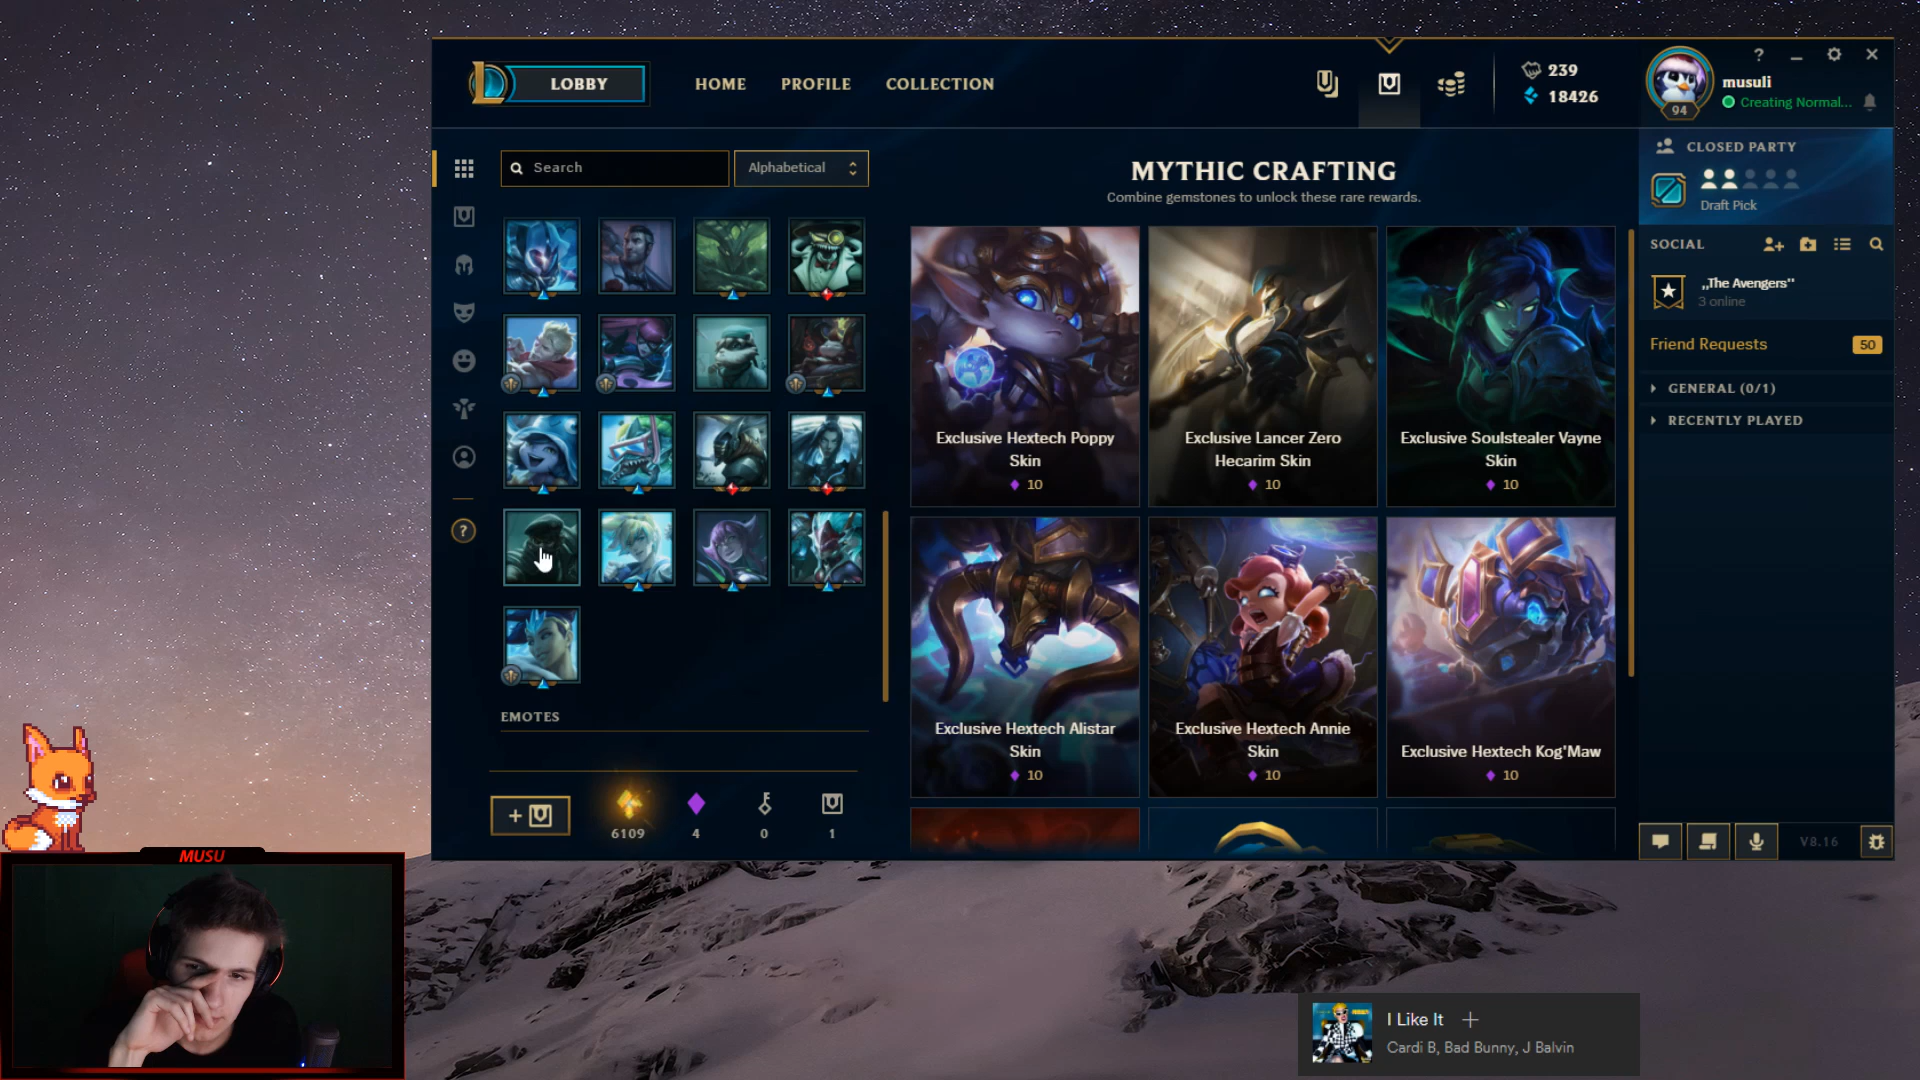 LOBBY
HOME
PROFILE
COLLECTION
239
18426
94
musuli
Creating Normal...
?
Search
Alphabetical
MYTHIC CRAFTING
Combine gemstones to unlock these rare rewards.
CLOSED PARTY
Draft Pick
SOCIAL
,,The Avengers"
3 online
Friend Requests
50
GENERAL (0/1)
RECENTLY PLAYED
Exclusive Hextech Poppy
Skin
10
Exclusive Lancer Zero
Hecarim Skin
10
Exclusive Soulstealer Vayne
Skin
10
Exclusive Hextech Alistar
Skin
10
Exclusive Hextech Annie
Skin
10
Exclusive Hextech Kog'Maw
10
?
EMOTES
+
6109
4
0
1
V8.16
MUSU
I Like It
Cardi B, Bad Bunny, J Balvin